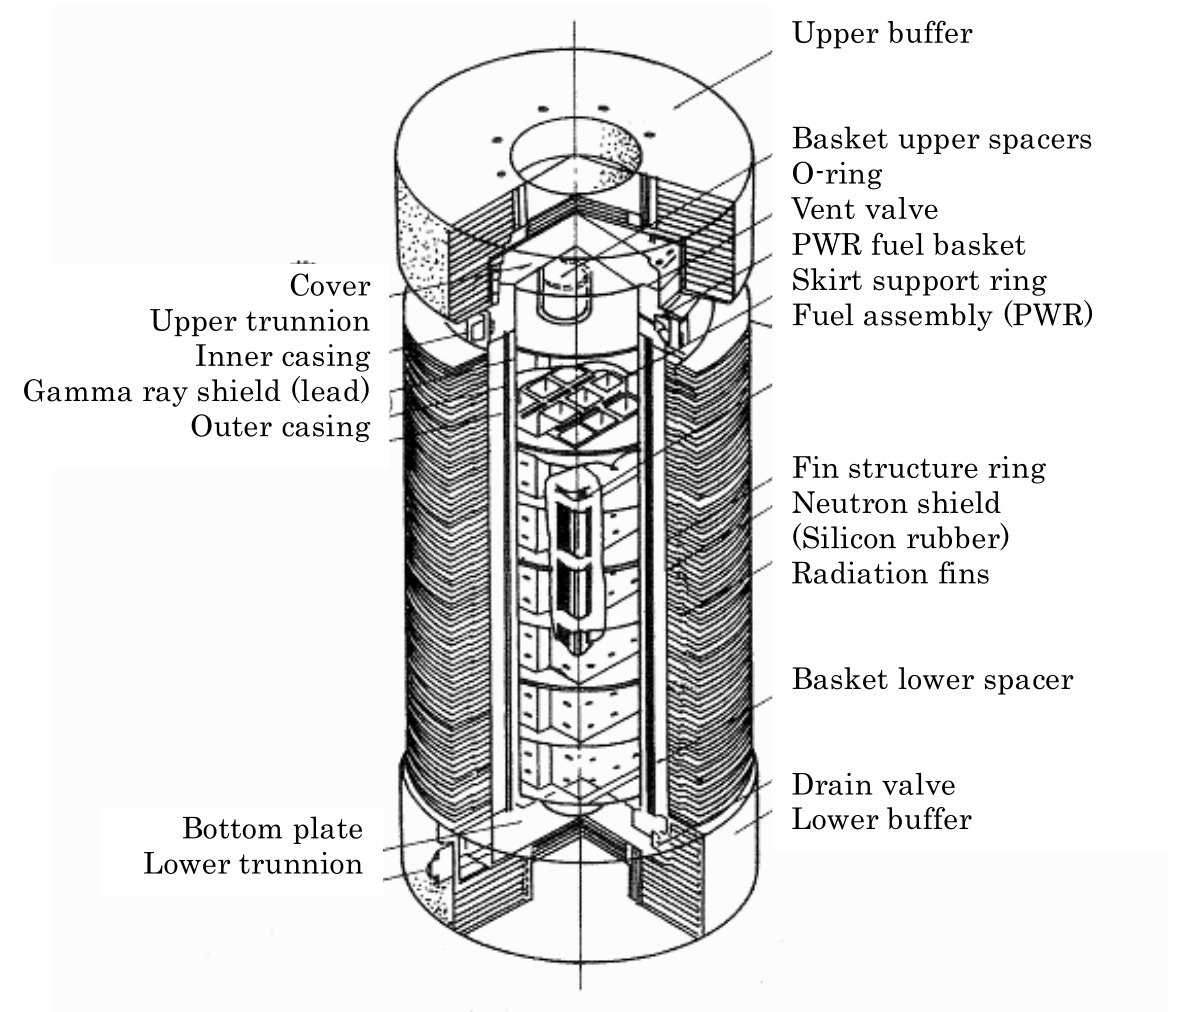 Upper buffer
Basket upper spacers
O-ring
Vent valve
PWR fuel basket
Skirt support ring
Fuel assembly (PWR)
Cover
Upper trunnion
Inner casing
Gamma ray shield (lead)
Outer casing
Fin structure ring
Neutron shield
(Silicon rubber)
Radiation fins
Basket lower spacer
Drain valve
Lower buffer
Bottom plate
Lower trunnion